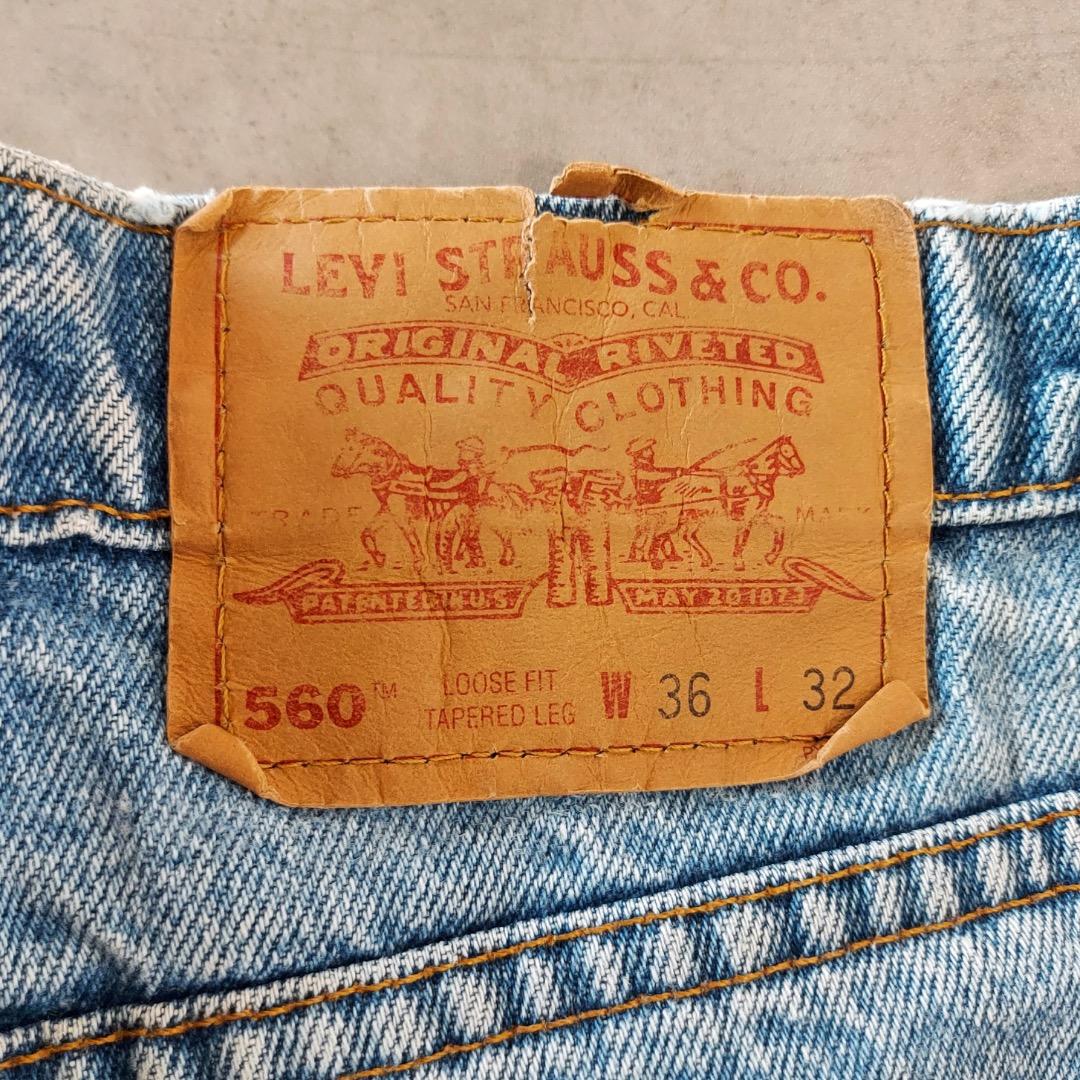 LEVI STRAUSS & CO.
SAN FRANCISCO, CAL.
ORIGINAL RIVETED
QUALITY CLOTHING
TRADE MARK
PATENTED IN U.S. MAY 20 1873
560™ LOOSE FIT W 36 L 32
TAPERED LEG